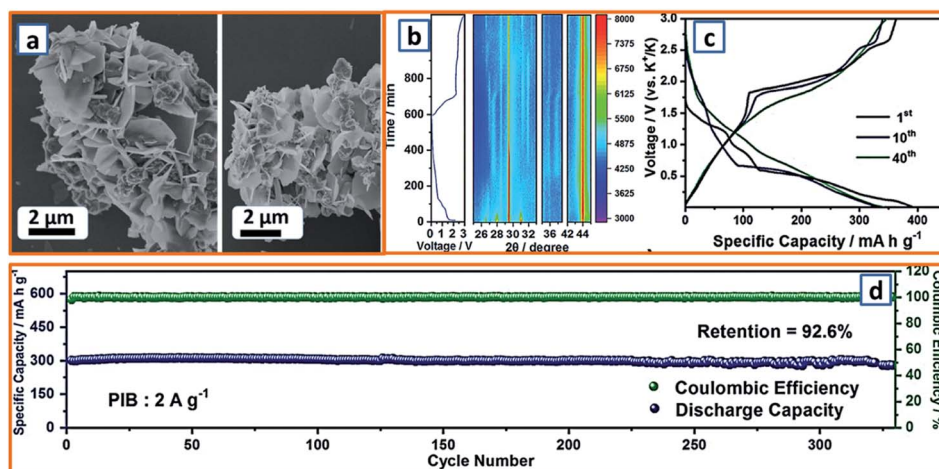 a
2 μm
2 μm
b
Time / min
800
600
400
200
0
0 1 2 3
Voltage / V
26 28 30 32
36 38
42 44
2θ / degree
8000
7375
6750
6125
5500
4875
4250
3625
3000
c
Voltage / V (vs. K⁺/K)
3.0
2.5
2.0
1.5
1.0
0.5
0 100 200 300 400
Specific Capacity / mA h g⁻¹
1st
10th
40th
d
Specific Capacity / mA h g⁻¹
600
450
300
150
0
Retention = 92.6%
PIB : 2 A g⁻¹
Coulombic Efficiency
Discharge Capacity
0 50 100 150 200 250 300
Cycle Number
120
100
80
60
40
20
0
Coulombic Efficiency / %